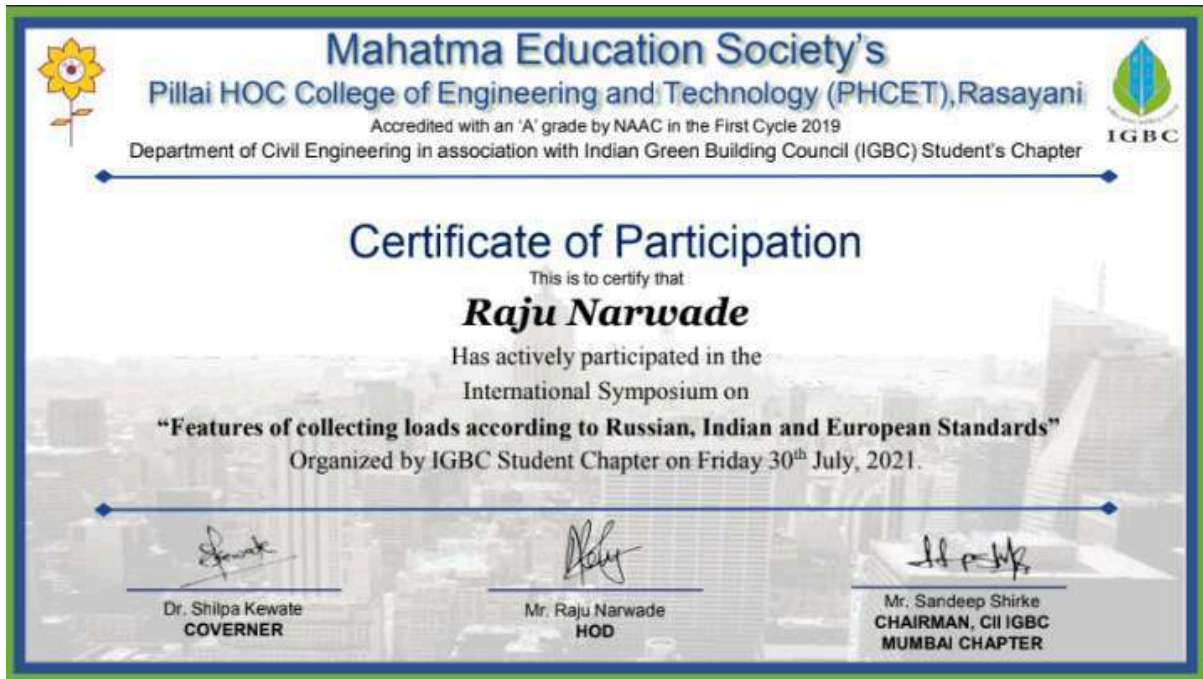 Mahatma Education Society's
Pillai HOC College of Engineering and Technology (PHCET),Rasayani
Accredited with an 'A' grade by NAAC in the First Cycle 2019
Department of Civil Engineering in association with Indian Green Building Council (IGBC) Student's Chapter
IGBC
Certificate of Participation
This is to certify that
Raju Narwade
Has actively participated in the
International Symposium on
“Features of collecting loads according to Russian, Indian and European Standards”
Organized by IGBC Student Chapter on Friday 30th July, 2021.
Dr. Shilpa Kewate
COVERNER
Mr. Raju Narwade
HOD
Mr. Sandeep Shirke
CHAIRMAN, CII IGBC
MUMBAI CHAPTER